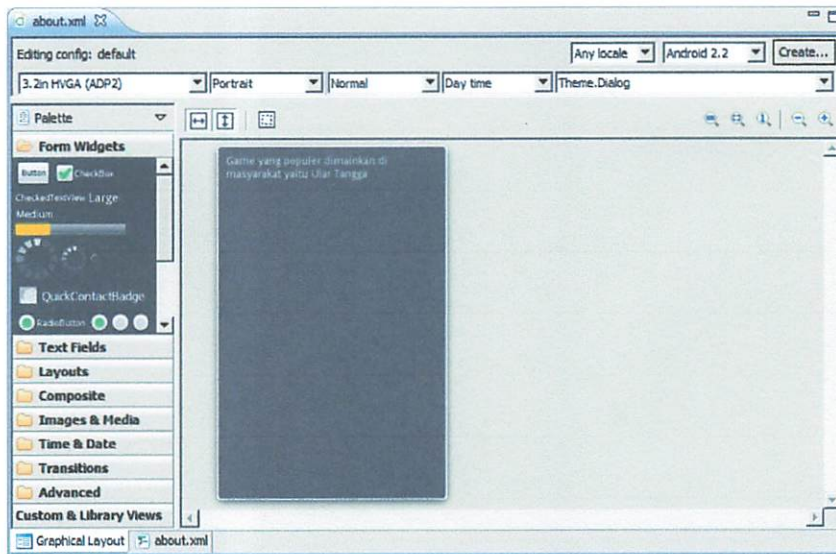 about.xml
Editing config: default
Any locale
Android 2.2
Create...
3.2in HVGA (ADP2)
Portrait
Normal
Day time
Theme.Dialog
Palette
Form Widgets
Button
CheckBox
CheckedTextView Large
Medium
QuickContactBadge
RadioButton
Text Fields
Layouts
Composite
Images & Media
Time & Date
Transitions
Advanced
Custom & Library Views
Game yang populer dimainkan di
masyarakat yaitu Ular Tangga
Graphical Layout
about.xml